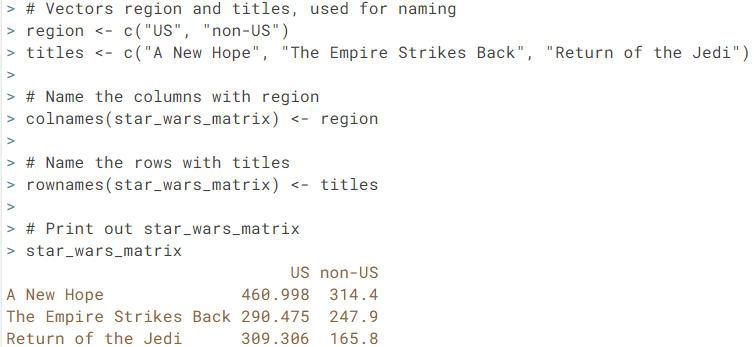 > # Vectors region and titles, used for naming
> region <- c("US", "non-US")
> titles <- c("A New Hope", "The Empire Strikes Back", "Return of the Jedi")
>
> # Name the columns with region
> colnames(star_wars_matrix) <- region
>
> # Name the rows with titles
> rownames(star_wars_matrix) <- titles
>
> # Print out star_wars_matrix
> star_wars_matrix
                             US non-US
A New Hope              460.998  314.4
The Empire Strikes Back 290.475  247.9
Return of the Jedi      309.306  165.8